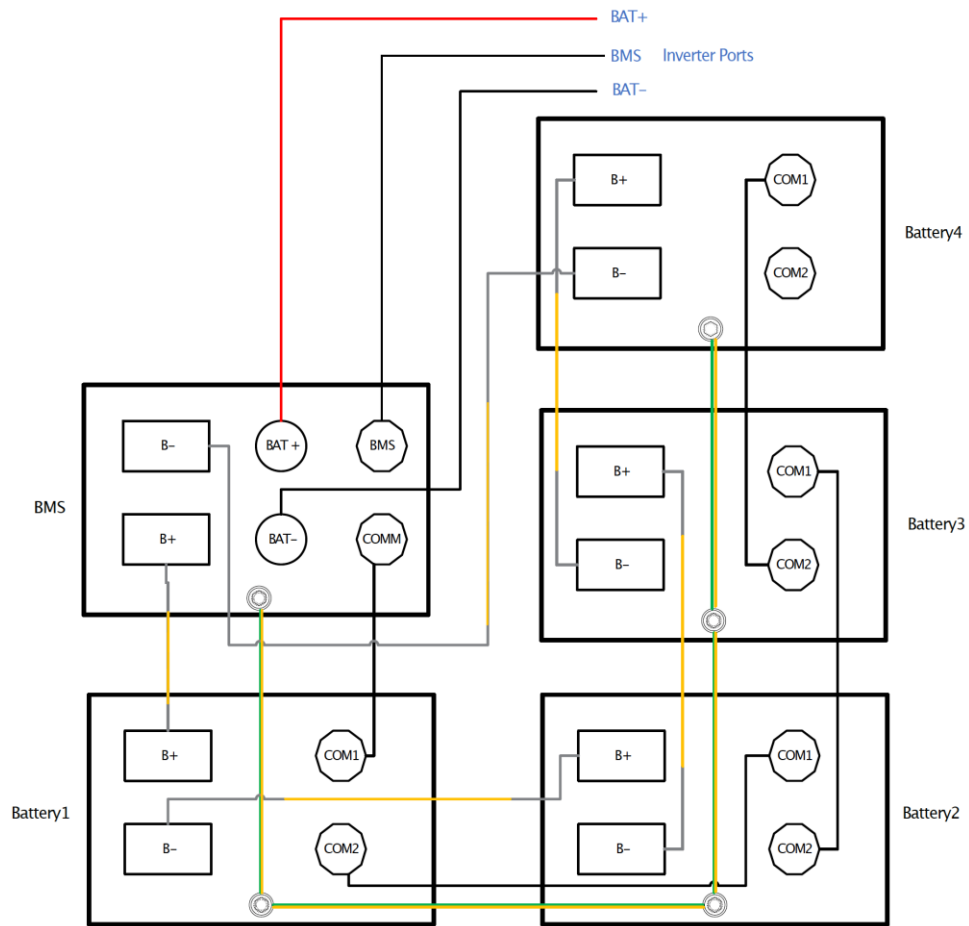 BAT+
BMS Inverter Ports
BAT−
B+
COM1
Battery4
B−
COM2
B−
BAT +
BMS
B+
COM1
BMS
Battery3
B+
BAT−
COMM
B−
COM2
B+
COM1
B+
COM1
Battery1
Battery2
B−
COM2
B−
COM2